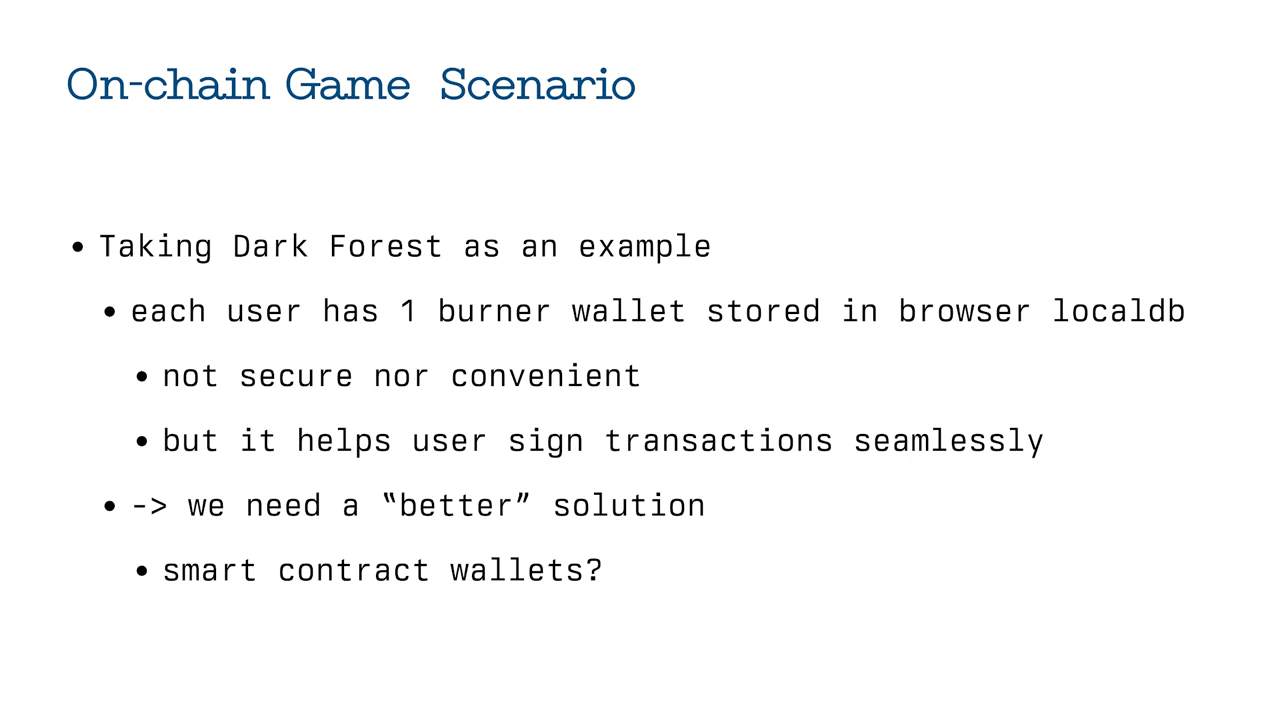 On-chain Game Scenario
• Taking Dark Forest as an example
• each user has 1 burner wallet stored in browser localdb
• not secure nor convenient
• but it helps user sign transactions seamlessly
• -> we need a “better” solution
• smart contract wallets?